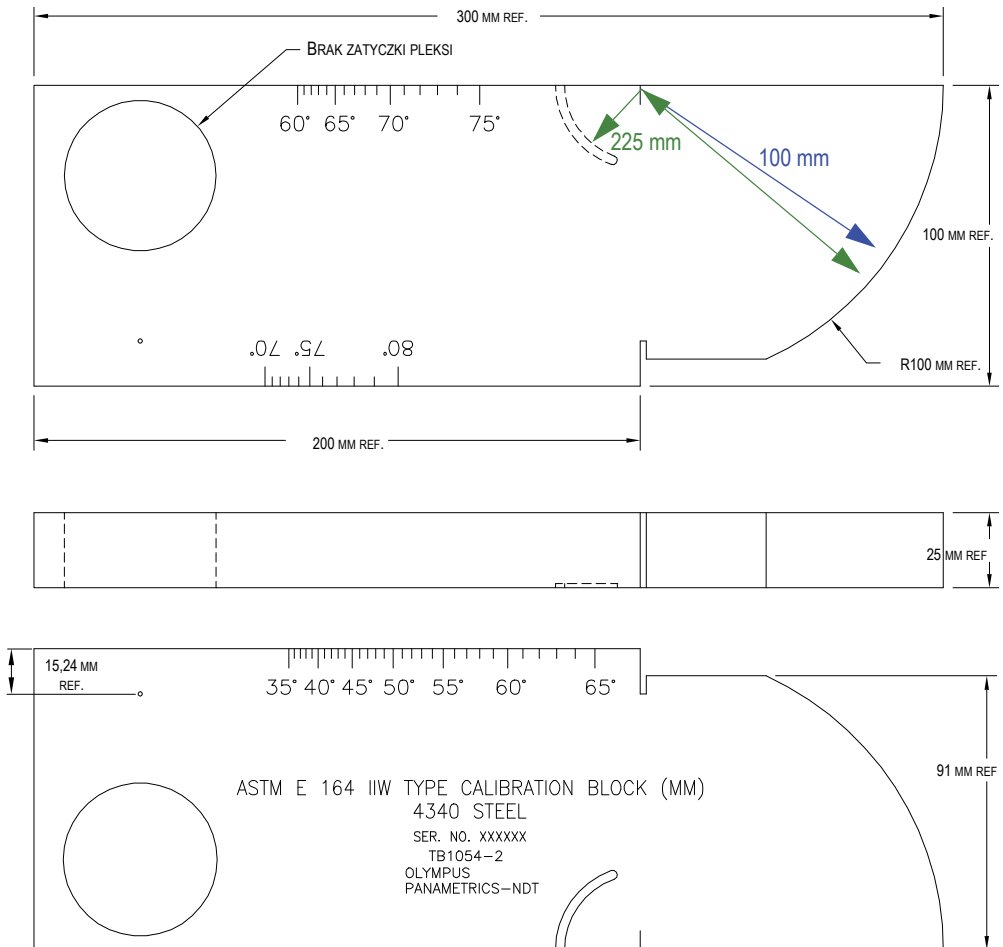 300 MM REF.
BRAK ZATYCZKI PLEKSI
60° 65° 70° 75°
225 mm
100 mm
100 MM REF.
70° 75° 80°
R100 MM REF.
200 MM REF.
25 MM REF
15,24 MM
REF.
35° 40° 45° 50° 55° 60° 65°
91 MM REF
ASTM E 164 IIW TYPE CALIBRATION BLOCK (MM)
4340 STEEL
SER. NO. XXXXXX
TB1054-2
OLYMPUS
PANAMETRICS-NDT